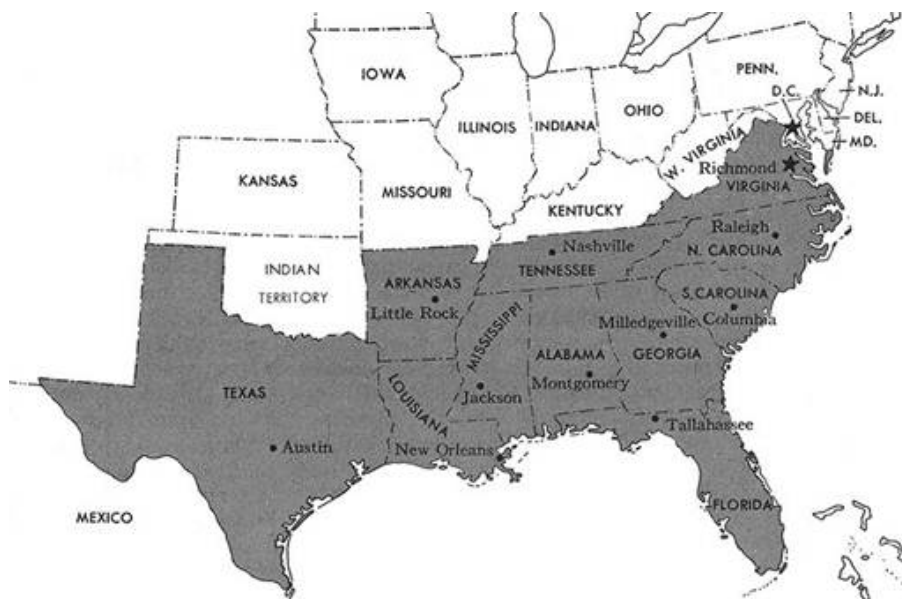 IOWA
PENN.
D.C.
N.J.
DEL.
MD.
ILLINOIS
INDIANA
OHIO
W. VIRGINIA
KANSAS
MISSOURI
KENTUCKY
Richmond
VIRGINIA
Raleigh
N. CAROLINA
Nashville
TENNESSEE
INDIAN
TERRITORY
ARKANSAS
Little Rock
S. CAROLINA
Columbia
MISSISSIPPI
Milledgeville
ALABAMA
GEORGIA
TEXAS
LOUISIANA
Jackson
Montgomery
Tallahassee
Austin
New Orleans
FLORIDA
MEXICO